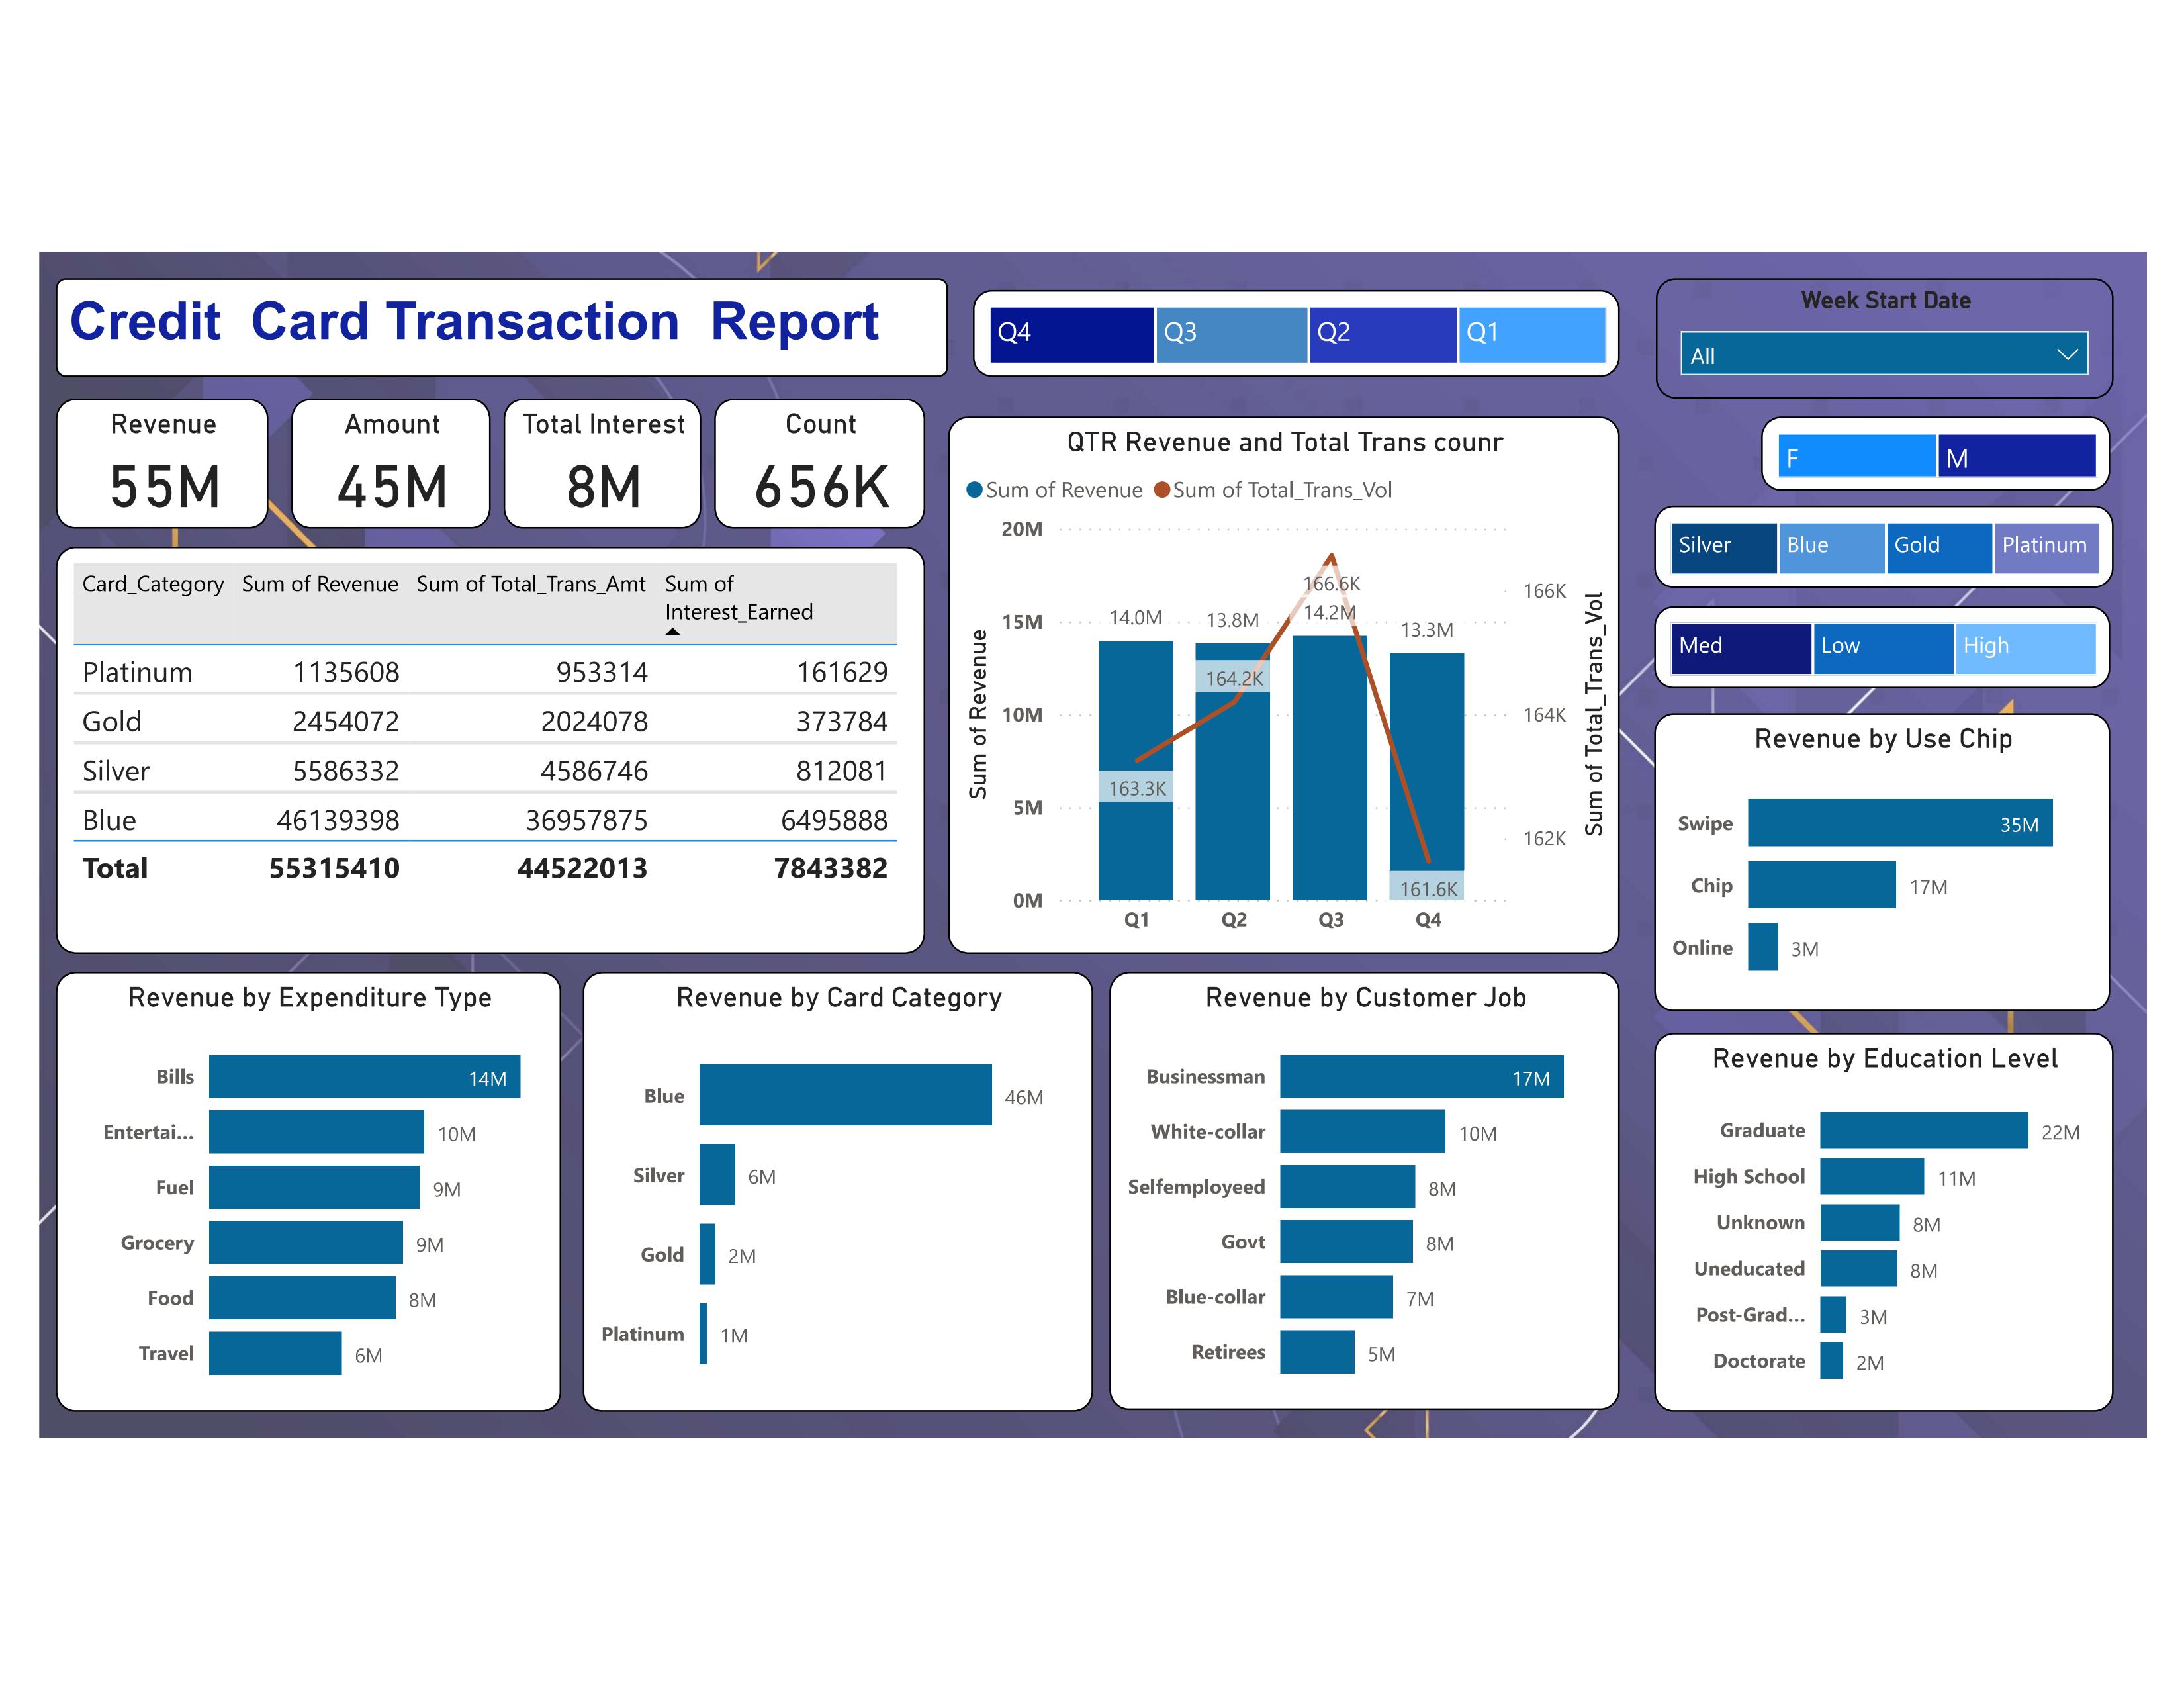 Credit Card Transaction Report
Q4 Q3 Q2 Q1
Week Start Date
All
Revenue
55M
Amount
45M
Total Interest
8M
Count
656K
F M
Silver Blue Gold Platinum
Med Low High
Card_Category Sum of Revenue Sum of Total_Trans_Amt Sum of
Interest_Earned
Platinum 1135608 953314 161629
Gold 2454072 2024078 373784
Silver 5586332 4586746 812081
Blue 46139398 36957875 6495888
Total 55315410 44522013 7843382
QTR Revenue and Total Trans counr
Sum of Revenue Sum of Total_Trans_Vol
Sum of Revenue
20M
15M
10M
5M
0M
14.0M 13.8M 14.2M 13.3M
163.3K 164.2K 166.6K 161.6K
Q1 Q2 Q3 Q4
166K
164K
162K
Sum of Total_Trans_Vol
Revenue by Use Chip
Swipe 35M
Chip 17M
Online 3M
Revenue by Expenditure Type
Bills 14M
Entertai... 10M
Fuel 9M
Grocery 9M
Food 8M
Travel 6M
Revenue by Card Category
Blue 46M
Silver 6M
Gold 2M
Platinum 1M
Revenue by Customer Job
Businessman 17M
White-collar 10M
Selfemployeed 8M
Govt 8M
Blue-collar 7M
Retirees 5M
Revenue by Education Level
Graduate 22M
High School 11M
Unknown 8M
Uneducated 8M
Post-Grad... 3M
Doctorate 2M